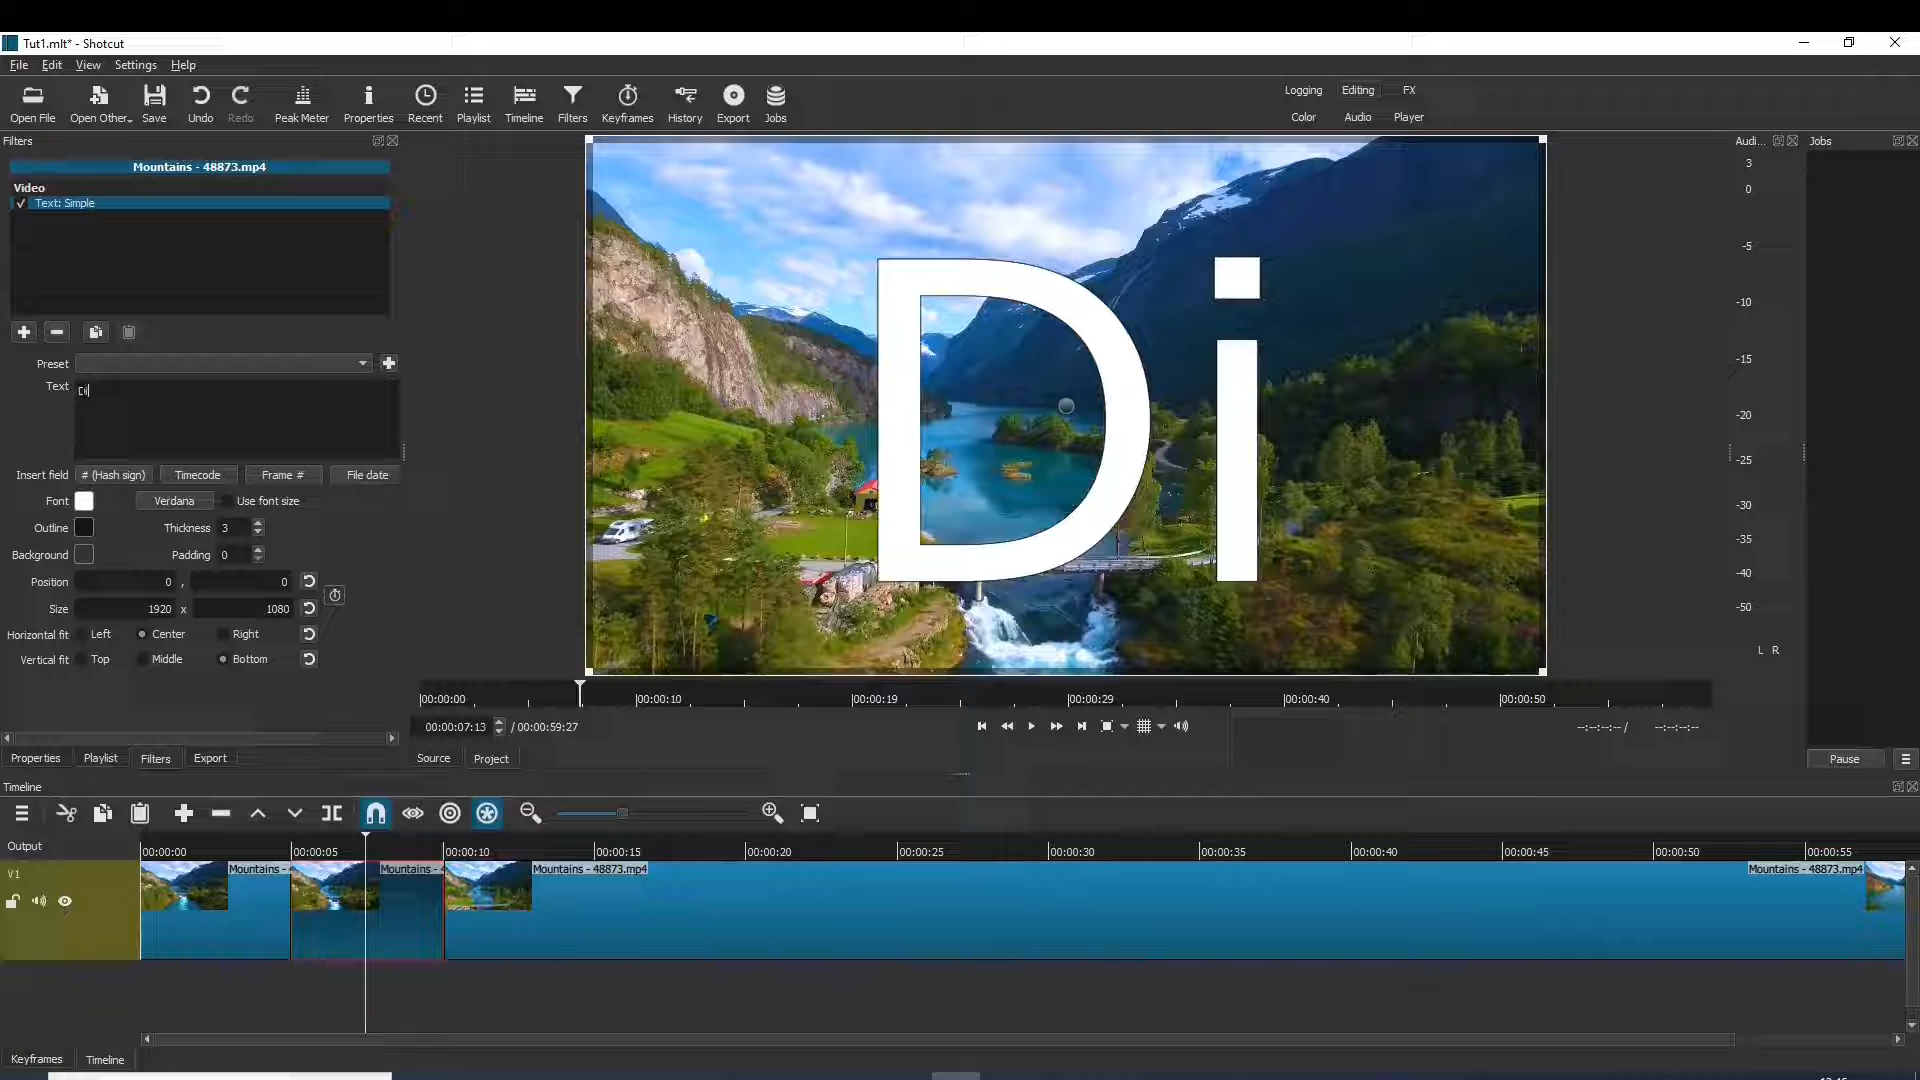 Tut1.mlt* - Shotcut
File Edit View Settings Help
Open File Open Other... Save Undo Redo Peak Meter Properties Recent Playlist Timeline Filters Keyframes History Export Jobs
Logging Editing FX
Color Audio Player
Filters
Mountains - 48873.mp4
Video
Text: Simple
Preset
Text
Di
Insert field # (Hash sign) Timecode Frame # File date
Font Verdana Use font size
Outline Thickness 3
Background Padding 0
Position 0 , 0
Size 1920 x 1080
Horizontal fit Left Center Right
Vertical fit Top Middle Bottom
Properties Playlist Filters Export
Di
00:00:00 00:00:10 00:00:19 00:00:29 00:00:40 00:00:50
00:00:07:13 / 00:00:59:27
--:--:--:-- / --:--:--:--
Source Project
Audi...
3
0
-5
-10
-15
-20
-25
-30
-35
-40
-50
L R
Jobs
Pause
Timeline
Output
00:00:00 00:00:05 00:00:10 00:00:15 00:00:20 00:00:25 00:00:30 00:00:35 00:00:40 00:00:45 00:00:50 00:00:55
V1
Mountains - 4 Mountains - 4 Mountains - 48873.mp4 Mountains - 48873.mp4
Keyframes Timeline